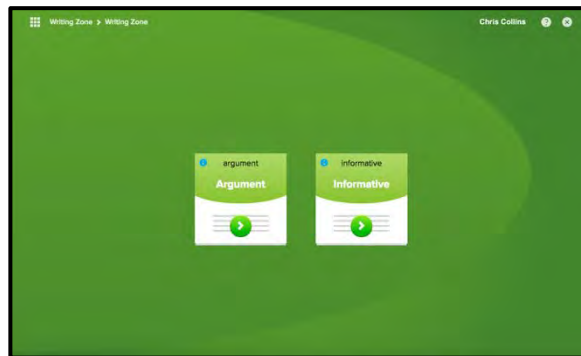 Writing Zone > Writing Zone
Chris Collins ?
argument
Argument
informative
Informative